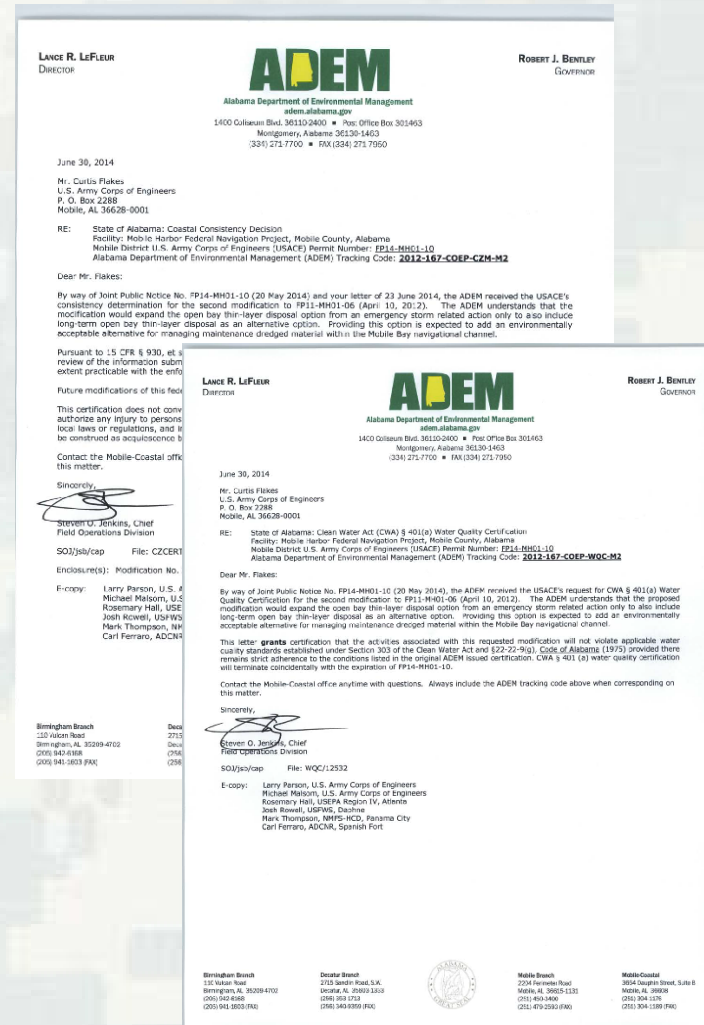 LANCE R. LEFLEUR
DIRECTOR
ADEM
ROBERT J. BENTLEY
GOVERNOR
Alabama Department of Environmental Management
adem.alabama.gov
1400 Coliseum Blvd. 36110-2400 ■ Post Office Box 301463
Montgomery, Alabama 36130-1463
(334) 271-7700 ■ FAX (334) 271-7950
June 30, 2014
Mr. Curtis Flakes
U.S. Army Corps of Engineers
P. O. Box 2288
Mobile, AL 36628-0001
RE: State of Alabama: Coastal Consistency Decision
Facility: Mobile Harbor Federal Navigation Project, Mobile County, Alabama
Mobile District U.S. Army Corps of Engineers (USACE) Permit Number: FP14-MH01-10
Alabama Department of Environmental Management (ADEM) Tracking Code: 2012-167-COEP-CZM-M2
Dear Mr. Flakes:
By way of Joint Public Notice No. FP14-MH01-10 (20 May 2014) and your letter of 23 June 2014, the ADEM received the USACE's
consistency determination for the second modification to FP11-MH01-06 (April 10, 2012). The ADEM understands that the
modification would expand the open bay thin-layer disposal option from an emergency storm related action only to also include
long-term open bay thin-layer disposal as an alternative option. Providing this option is expected to add an environmentally
acceptable alternative for managing maintenance dredged material within the Mobile Bay navigational channel.
Pursuant to 15 CFR § 930, et s
review of the information subm
extent practicable with the enfo
Future modifications of this fede
This certification does not conv
authorize any injury to persons
local laws or regulations, and i
be construed as acquiescence b
Contact the Mobile-Coastal offic
this matter.
Sincerely,
Steven O. Jenkins, Chief
Field Operations Division
SOJ/jsb/cap File: CZCERT
Enclosure(s): Modification No.
E-copy: Larry Parson, U.S. A
Michael Malsom, U.S
Rosemary Hall, USE
Josh Rowell, USFWS
Mark Thompson, NM
Carl Ferraro, ADCNR
Birmingham Branch
110 Vulcan Road
Birmingham, AL 35209-4702
(205) 942-6168
(205) 941-1603 (FAX)
Deca
2715
Deca
(256
(256
LANCE R. LEFLEUR
DIRECTOR
ADEM
ROBERT J. BENTLEY
GOVERNOR
Alabama Department of Environmental Management
adem.alabama.gov
1400 Coliseum Blvd. 36110-2400 ■ Post Office Box 301463
Montgomery, Alabama 36130-1463
(334) 271-7700 ■ FAX (334) 271-7950
June 30, 2014
Mr. Curtis Flakes
U.S. Army Corps of Engineers
P. O. Box 2288
Mobile, AL 36628-0001
RE: State of Alabama: Clean Water Act (CWA) § 401(a) Water Quality Certification
Facility: Mobile Harbor Federal Navigation Project, Mobile County, Alabama
Mobile District U.S. Army Corps of Engineers (USACE) Permit Number: FP14-MH01-10
Alabama Department of Environmental Management (ADEM) Tracking Code: 2012-167-COEP-WQC-M2
Dear Mr. Flakes:
By way of Joint Public Notice No. FP14-MH01-10 (20 May 2014), the ADEM received the USACE's request for CWA § 401(a) Water
Quality Certification for the second modification to FP11-MH01-06 (April 10, 2012). The ADEM understands that the proposed
modification would expand the open bay thin-layer disposal option from an emergency storm related action only to also include
long-term open bay thin-layer disposal as an alternative option. Providing this option is expected to add an environmentally
acceptable alternative for managing maintenance dredged material within the Mobile Bay navigational channel.
This letter grants certification that the activities associated with this requested modification will not violate applicable water
quality standards established under Section 303 of the Clean Water Act and §22-22-9(g), Code of Alabama (1975) provided there
remains strict adherence to the conditions listed in the original ADEM issued certification. CWA § 401 (a) water quality certification
will terminate coincidentally with the expiration of FP14-MH01-10.
Contact the Mobile-Coastal office anytime with questions. Always include the ADEM tracking code above when corresponding on
this matter.
Sincerely,
Steven O. Jenkins, Chief
Field Operations Division
SOJ/jsb/cap File: WQC/12532
E-copy: Larry Parson, U.S. Army Corps of Engineers
Michael Malsom, U.S. Army Corps of Engineers
Rosemary Hall, USEPA Region IV, Atlanta
Josh Rowell, USFWS, Daphne
Mark Thompson, NMFS-HCD, Panama City
Carl Ferraro, ADCNR, Spanish Fort
Birmingham Branch
110 Vulcan Road
Birmingham, AL 35209-4702
(205) 942-6168
(205) 941-1603 (FAX)
Decatur Branch
2715 Sandlin Road, S.W.
Decatur, AL 35603-1333
(256) 353-1713
(256) 340-9359 (FAX)
Mobile Branch
2204 Perimeter Road
Mobile, AL 36615-1131
(251) 450-3400
(251) 479-2593 (FAX)
Mobile-Coastal
3664 Dauphin Street, Suite B
Mobile, AL 36608
(251) 304-1176
(251) 304-1189 (FAX)